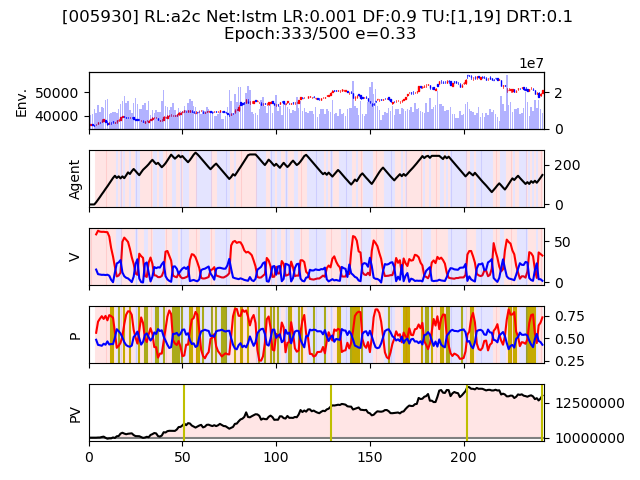 [005930] RL:a2c Net:lstm LR:0.001 DF:0.9 TU:[1,19] DRT:0.1
Epoch:333/500 e=0.33
1e7
Env.
50000
40000
2
0
Agent
200
0
V
50
0
P
0.75
0.50
0.25
PV
12500000
10000000
0
50
100
150
200